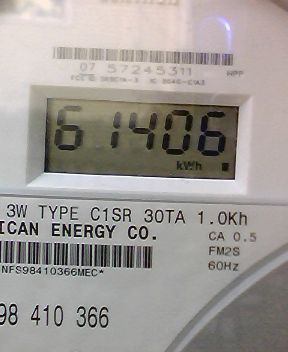 07 57245311 HPP
61406
kWh
3W TYPE C1SR 30TA 1.0Kh
ICAN ENERGY CO.
CA 0.5
FM2S
NFS98410366MEC*
60Hz
98 410 366